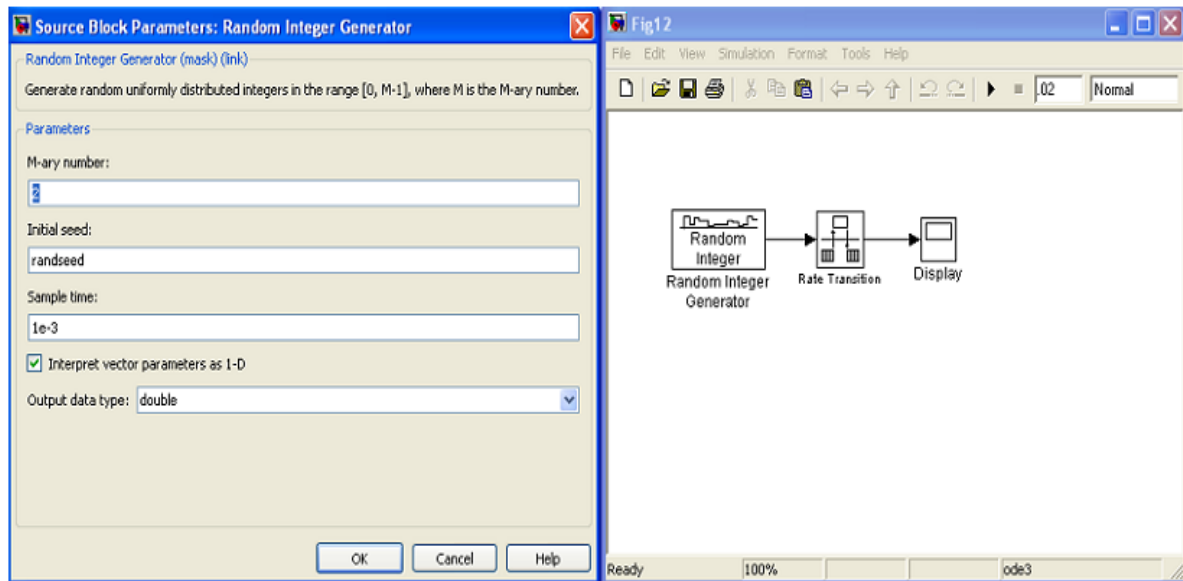 Source Block Parameters: Random Integer Generator
Random Integer Generator (mask) (link)
Generate random uniformly distributed integers in the range [0, M-1], where M is the M-ary number.
Parameters
M-ary number:
2
Initial seed:
randseed
Sample time:
1e-3
Interpret vector parameters as 1-D
Output data type: double
OK Cancel Help
Fig12
File Edit View Simulation Format Tools Help
.02 Normal
Random
Integer
Random Integer
Generator
Rate Transition
Display
Ready 100% ode3